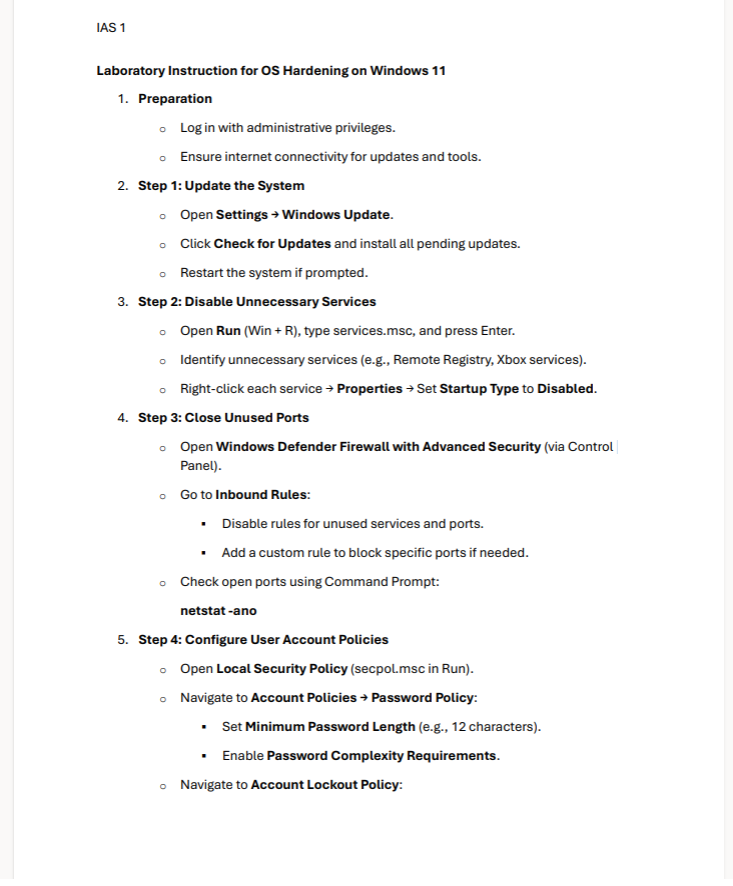 IAS 1
Laboratory Instruction for OS Hardening on Windows 11
1. Preparation
○ Log in with administrative privileges.
○ Ensure internet connectivity for updates and tools.
2. Step 1: Update the System
○ Open Settings → Windows Update.
○ Click Check for Updates and install all pending updates.
○ Restart the system if prompted.
3. Step 2: Disable Unnecessary Services
○ Open Run (Win + R), type services.msc, and press Enter.
○ Identify unnecessary services (e.g., Remote Registry, Xbox services).
○ Right-click each service → Properties → Set Startup Type to Disabled.
4. Step 3: Close Unused Ports
○ Open Windows Defender Firewall with Advanced Security (via Control
Panel).
○ Go to Inbound Rules:
▪ Disable rules for unused services and ports.
▪ Add a custom rule to block specific ports if needed.
○ Check open ports using Command Prompt:
netstat -ano
5. Step 4: Configure User Account Policies
○ Open Local Security Policy (secpol.msc in Run).
○ Navigate to Account Policies → Password Policy:
▪ Set Minimum Password Length (e.g., 12 characters).
▪ Enable Password Complexity Requirements.
○ Navigate to Account Lockout Policy: